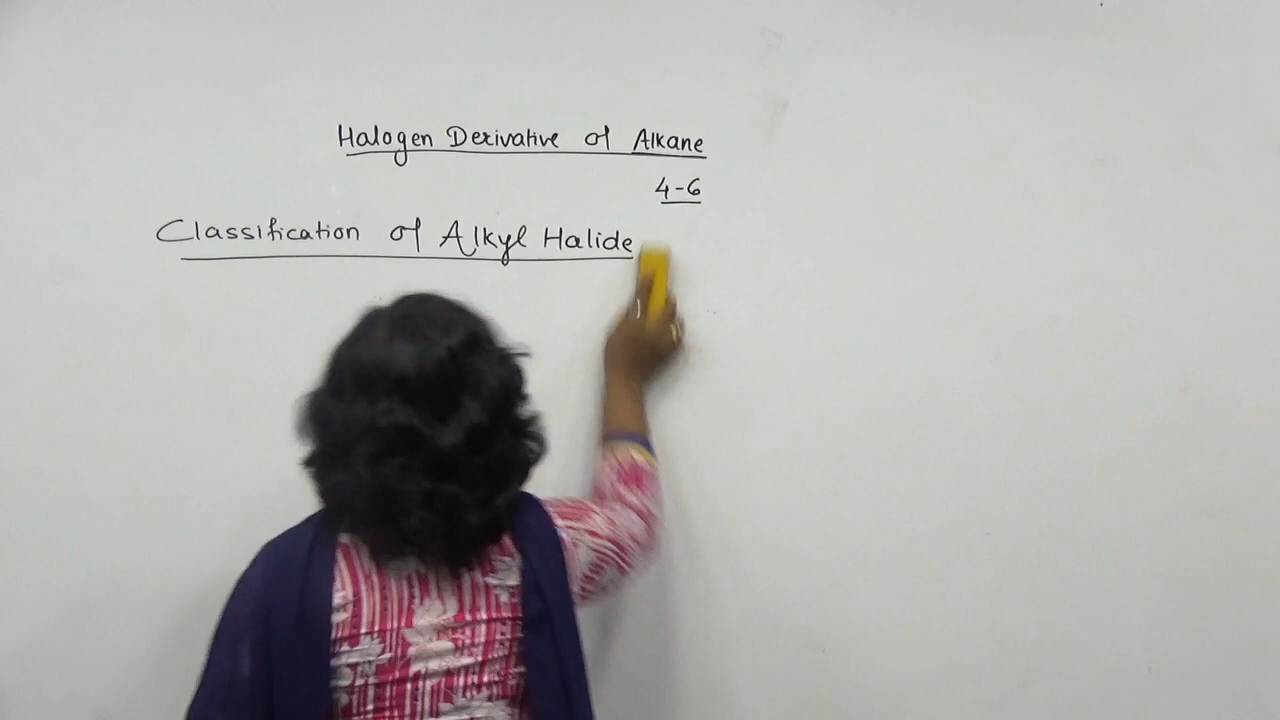 Halogen Derivative of Alkane
4-6
Classification of Alkyl Halide